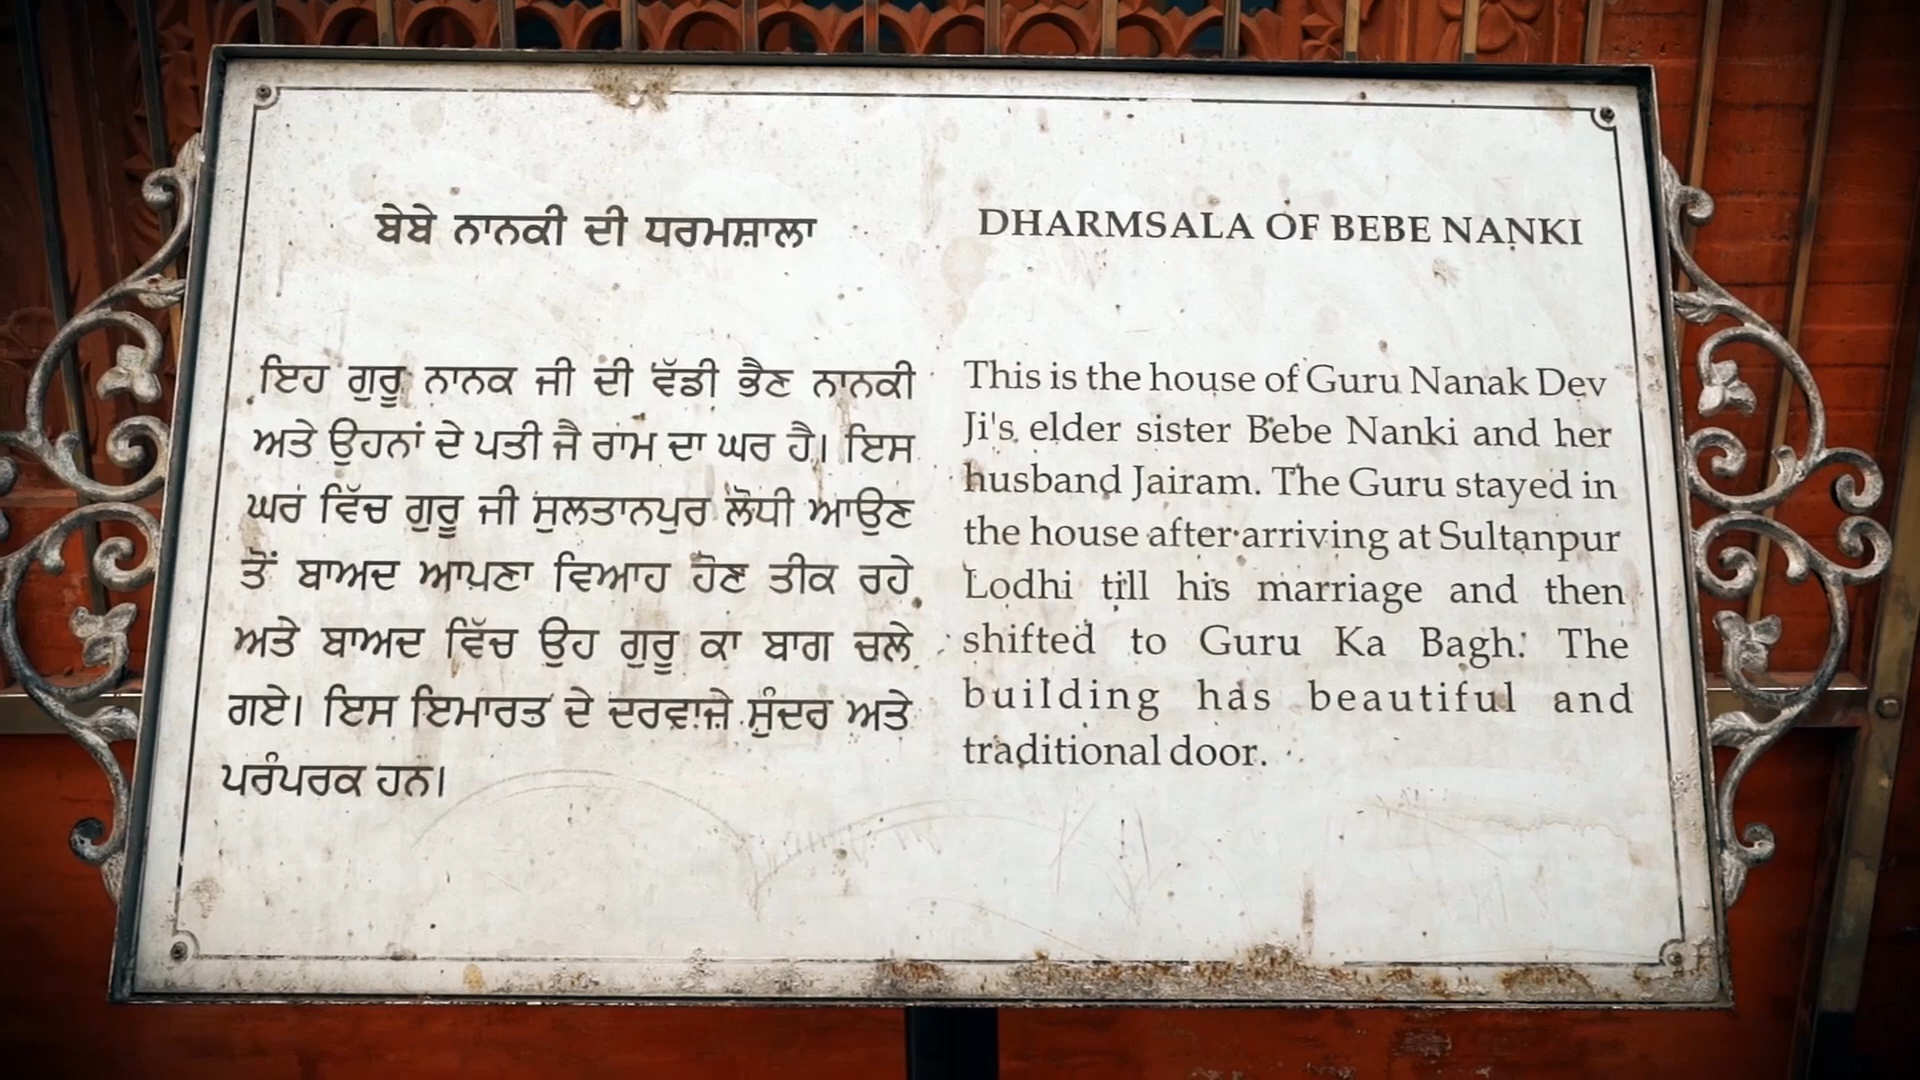 ਬੇਬੇ ਨਾਨਕੀ ਦੀ ਧਰਮਸ਼ਾਲਾ
ਇਹ ਗੁਰੂ ਨਾਨਕ ਜੀ ਦੀ ਵੱਡੀ ਭੈਣ ਨਾਨਕੀ
ਅਤੇ ਉਹਨਾਂ ਦੇ ਪਤੀ ਜੈ ਰਾਮ ਦਾ ਘਰ ਹੈ। ਇਸ
ਘਰ ਵਿੱਚ ਗੁਰੂ ਜੀ ਸੁਲਤਾਨਪੁਰ ਲੋਧੀ ਆਉਣ
ਤੋਂ ਬਾਅਦ ਆਪਣਾ ਵਿਆਹ ਹੋਣ ਤੀਕ ਰਹੇ
ਅਤੇ ਬਾਅਦ ਵਿੱਚ ਉਹ ਗੁਰੂ ਕਾ ਬਾਗ ਚਲੇ
ਗਏ। ਇਸ ਇਮਾਰਤ ਦੇ ਦਰਵਾਜ਼ੇ ਸੁੰਦਰ ਅਤੇ
ਪਰੰਪਰਕ ਹਨ।
DHARMSALA OF BEBE NANKI
This is the house of Guru Nanak Dev
Ji's elder sister Bebe Nanki and her
husband Jairam. The Guru stayed in
the house after arriving at Sultanpur
Lodhi till his marriage and then
shifted to Guru Ka Bagh. The
building has beautiful and
traditional door.